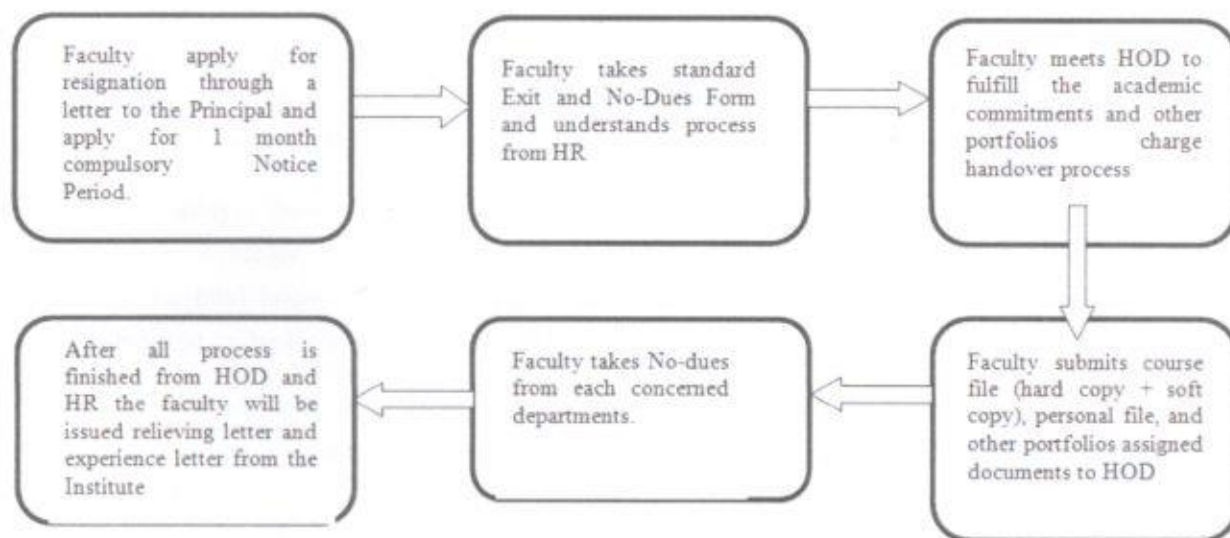 Faculty apply for
resignation through a
letter to the Principal and
apply for 1 month
compulsory Notice
Period.
Faculty takes standard
Exit and No-Dues Form
and understands process
from HR
Faculty meets HOD to
fulfill the academic
commitments and other
portfolios charge
handover process
Faculty submits course
file (hard copy + soft
copy), personal file, and
other portfolios assigned
documents to HOD
Faculty takes No-dues
from each concerned
departments.
After all process is
finished from HOD and
HR the faculty will be
issued relieving letter and
experience letter from the
Institute